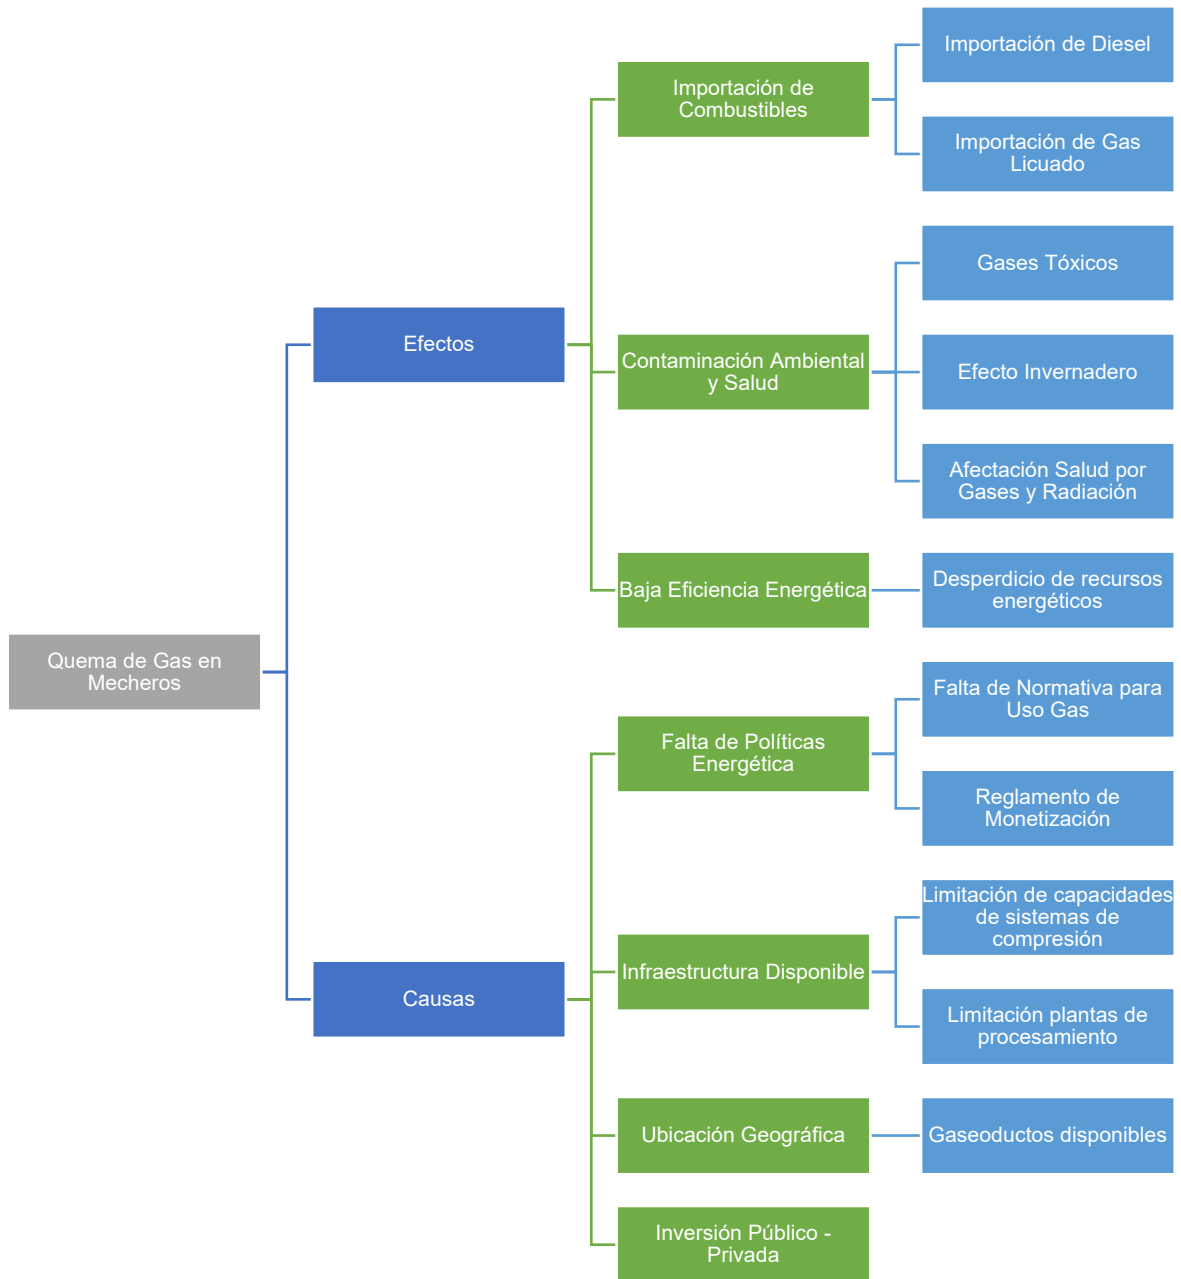 Quema de Gas en
Mecheros
Efectos
Importación de
Combustibles
Importación de Diesel
Importación de Gas
Licuado
Contaminación Ambiental
y Salud
Gases Tóxicos
Efecto Invernadero
Afectación Salud por
Gases y Radiación
Baja Eficiencia Energética
Desperdicio de recursos
energéticos
Causas
Falta de Políticas
Energética
Falta de Normativa para
Uso Gas
Reglamento de
Monetización
Infraestructura Disponible
Limitación de capacidades
de sistemas de
compresión
Limitación plantas de
procesamiento
Ubicación Geográfica
Gaseoductos disponibles
Inversión Público -
Privada